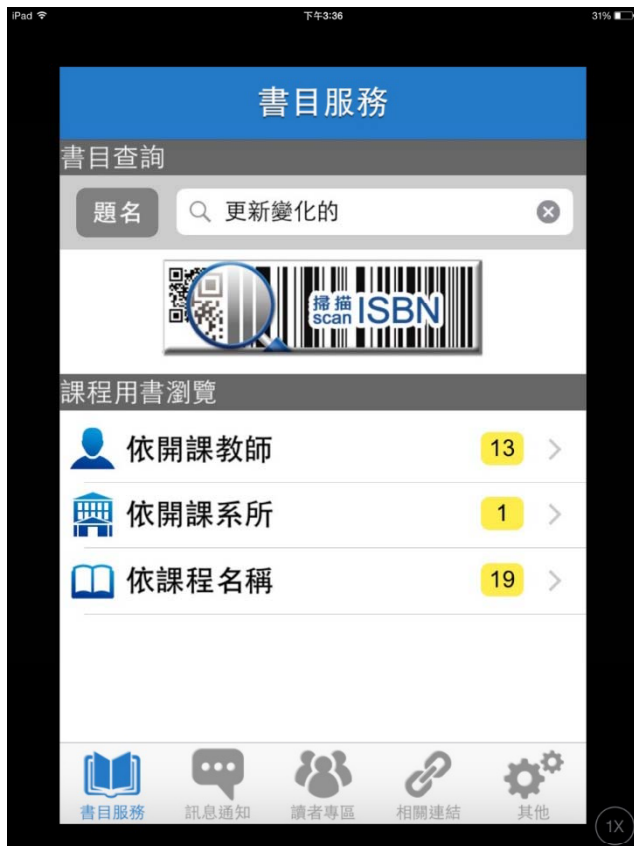 iPad 下午3:36 31%
書目服務
書目查詢
題名 更新變化的
掃描 ISBN
scan
課程用書瀏覽
依開課教師 13
依開課系所 1
依課程名稱 19
書目服務 訊息通知 讀者專區 相關連結 其他
1X